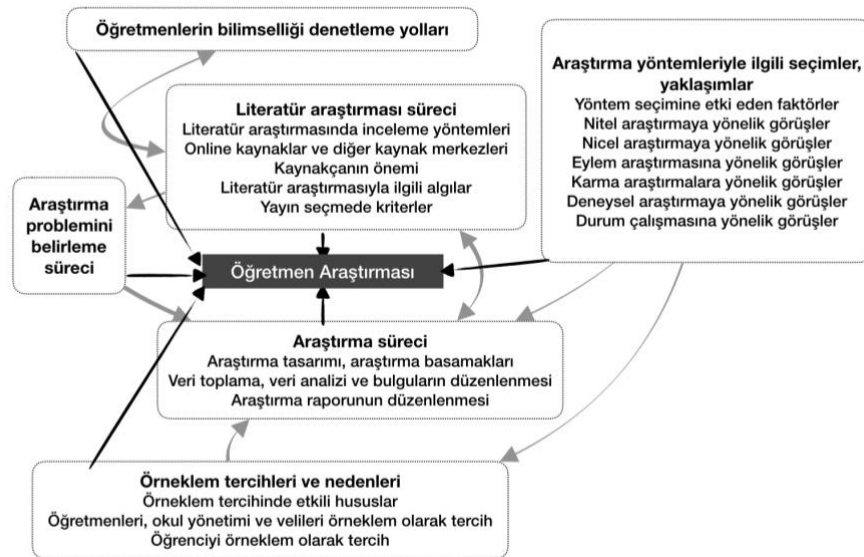 Öğretmenlerin bilimselliği denetleme yolları
Araştırma yöntemleriyle ilgili seçimler,
yaklaşımlar
Yöntem seçimine etki eden faktörler
Nitel araştırmaya yönelik görüşler
Nicel araştırmaya yönelik görüşler
Eylem araştırmasına yönelik görüşler
Karma araştırmalara yönelik görüşler
Deneysel araştırmaya yönelik görüşler
Durum çalışmasına yönelik görüşler
Literatür araştırması süreci
Literatür araştırmasında inceleme yöntemleri
Online kaynaklar ve diğer kaynak merkezleri
Kaynakçanın önemi
Literatür araştırmasıyla ilgili algılar
Yayın seçmede kriterler
Araştırma
problemini
belirleme
süreci
Öğretmen Araştırması
Araştırma süreci
Araştırma tasarımı, araştırma basamakları
Veri toplama, veri analizi ve bulguların düzenlenmesi
Araştırma raporunun düzenlenmesi
Örneklem tercihleri ve nedenleri
Örneklem tercihinde etkili hususlar
Öğretmenleri, okul yönetimi ve velileri örneklem olarak tercih
Öğrenciyi örneklem olarak tercih